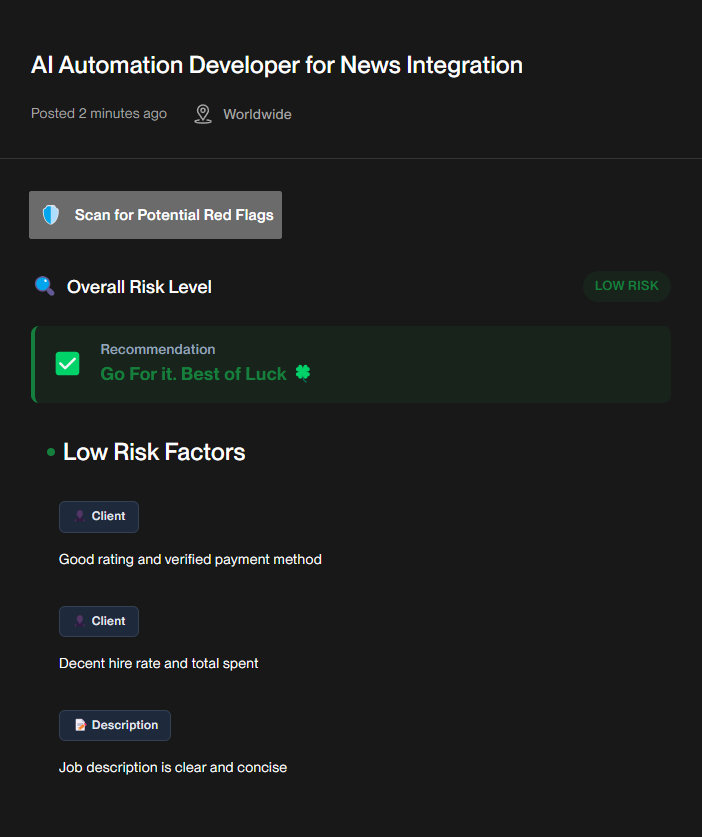 AI Automation Developer for News Integration
Posted 2 minutes ago
Worldwide
Scan for Potential Red Flags
Overall Risk Level
LOW RISK
Recommendation
Go For it. Best of Luck 🍀
Low Risk Factors
Client
Good rating and verified payment method
Client
Decent hire rate and total spent
Description
Job description is clear and concise